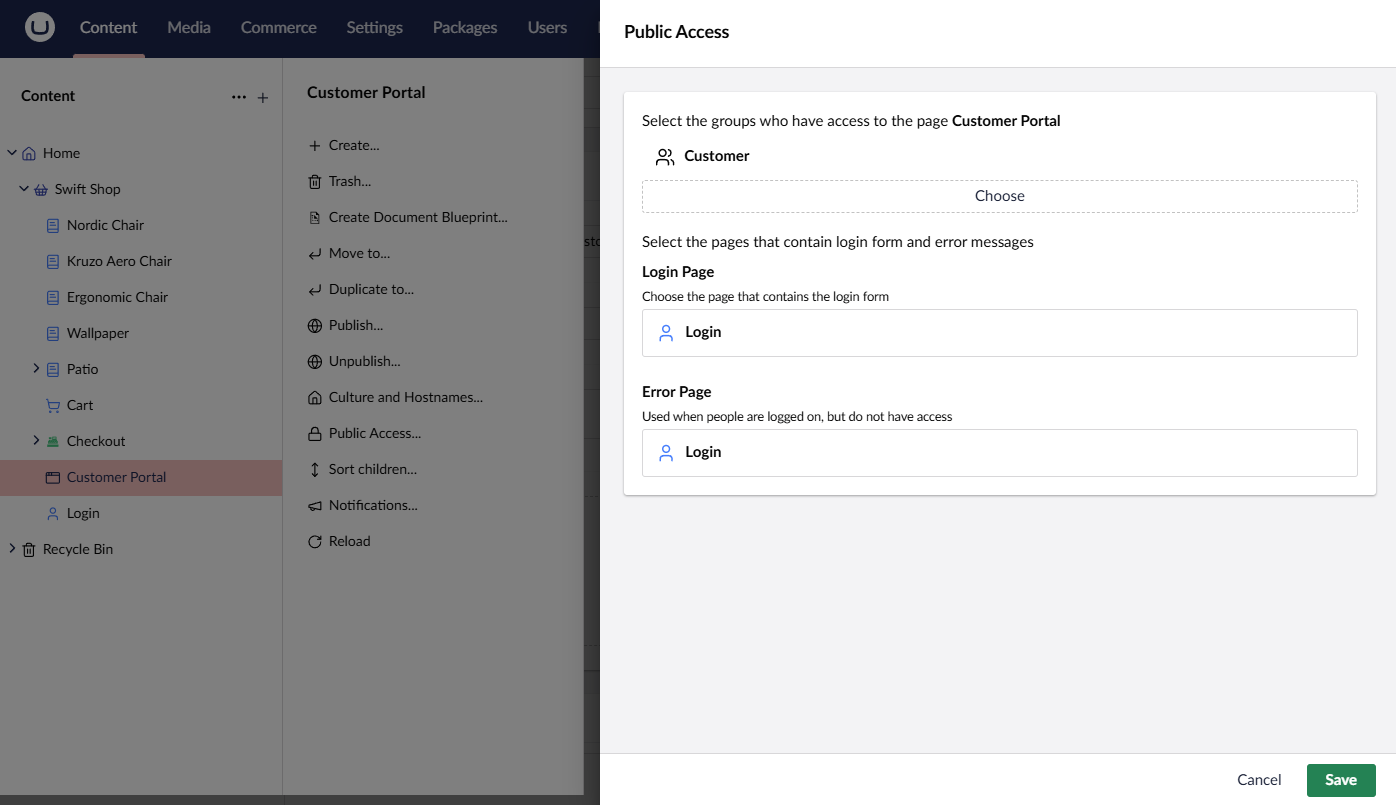 Content
Media
Commerce
Settings
Packages
Users
Content
Home
Swift Shop
Nordic Chair
Kruzo Aero Chair
Ergonomic Chair
Wallpaper
Patio
Cart
Checkout
Customer Portal
Login
Recycle Bin
Customer Portal
Create...
Trash...
Create Document Blueprint...
Move to...
Duplicate to...
Publish...
Unpublish...
Culture and Hostnames...
Public Access...
Sort children...
Notifications...
Reload
Public Access
Select the groups who have access to the page Customer Portal
Customer
Choose
Select the pages that contain login form and error messages
Login Page
Choose the page that contains the login form
Login
Error Page
Used when people are logged on, but do not have access
Login
Cancel
Save